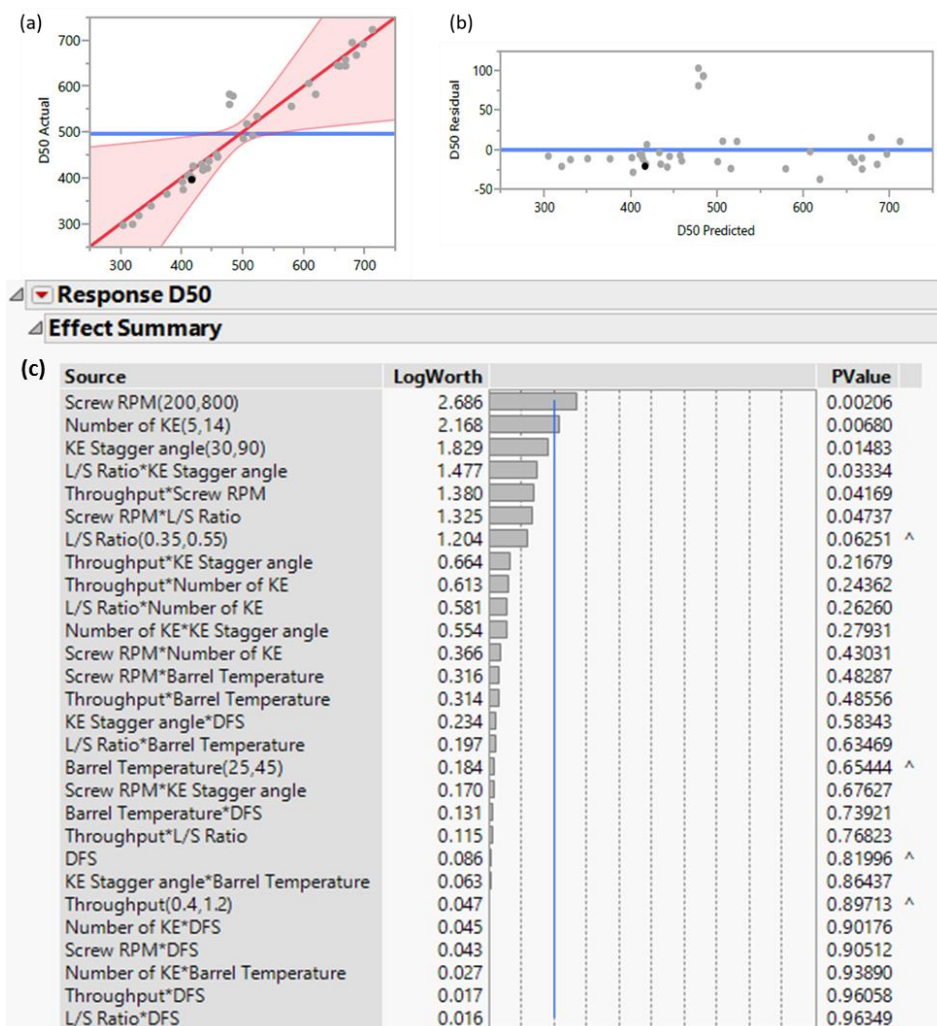 (a)
(b)
700
600
500
400
300
D50 Actual
300 400 500 600 700
100
50
0
-50
D50 Residual
300 400 500 600 700
D50 Predicted
Response D50
Effect Summary
(c)
Source LogWorth PValue
Screw RPM(200,800) 2.686 0.00206
Number of KE(5,14) 2.168 0.00680
KE Stagger angle(30,90) 1.829 0.01483
L/S Ratio*KE Stagger angle 1.477 0.03334
Throughput*Screw RPM 1.380 0.04169
Screw RPM*L/S Ratio 1.325 0.04737
L/S Ratio(0.35,0.55) 1.204 0.06251 ^
Throughput*KE Stagger angle 0.664 0.21679
Throughput*Number of KE 0.613 0.24362
L/S Ratio*Number of KE 0.581 0.26260
Number of KE*KE Stagger angle 0.554 0.27931
Screw RPM*Number of KE 0.366 0.43031
Screw RPM*Barrel Temperature 0.316 0.48287
Throughput*Barrel Temperature 0.314 0.48556
KE Stagger angle*DFS 0.234 0.58343
L/S Ratio*Barrel Temperature 0.197 0.63469
Barrel Temperature(25,45) 0.184 0.65444 ^
Screw RPM*KE Stagger angle 0.170 0.67627
Barrel Temperature*DFS 0.131 0.73921
Throughput*L/S Ratio 0.115 0.76823
DFS 0.086 0.81996 ^
KE Stagger angle*Barrel Temperature 0.063 0.86437
Throughput(0.4,1.2) 0.047 0.89713 ^
Number of KE*DFS 0.045 0.90176
Screw RPM*DFS 0.043 0.90512
Number of KE*Barrel Temperature 0.027 0.93890
Throughput*DFS 0.017 0.96058
L/S Ratio*DFS 0.016 0.96349